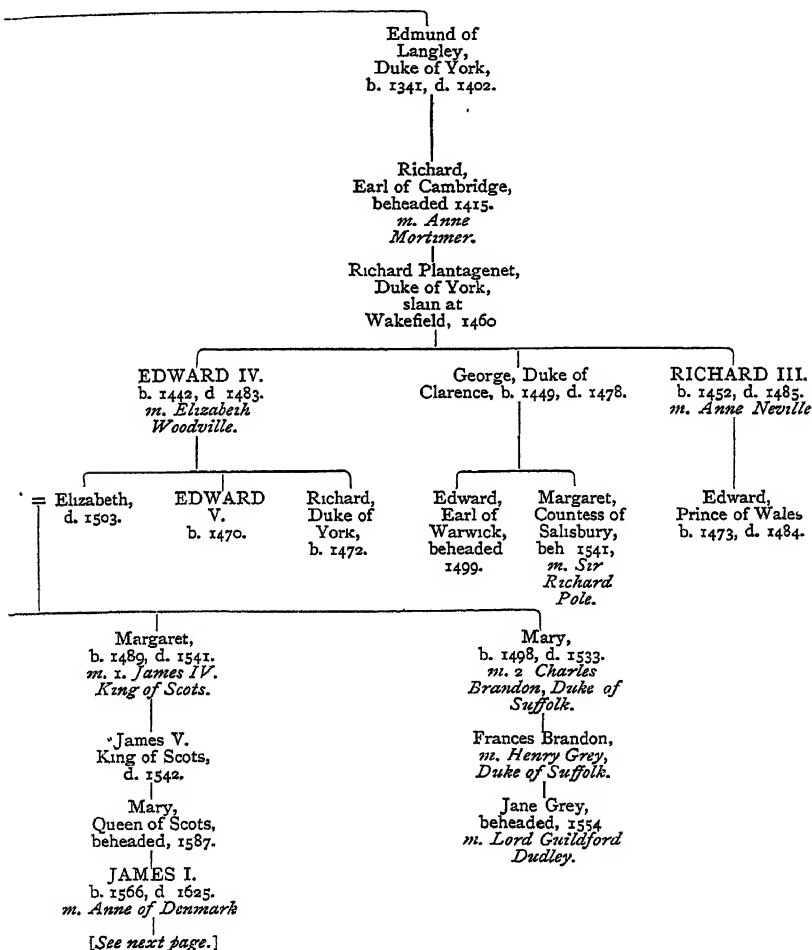 Edmund of
Langley,
Duke of York,
b. 1341, d. 1402.
Richard,
Earl of Cambridge,
beheaded 1415.
m. Anne
Mortimer.
Richard Plantagenet,
Duke of York,
slain at
Wakefield, 1460
EDWARD IV.
b. 1442, d 1483.
m. Elizabeth
Woodville.
George, Duke of
Clarence, b. 1449, d. 1478.
RICHARD III.
b. 1452, d. 1485.
m. Anne Neville
= Elizabeth,
d. 1503.
EDWARD
V.
b. 1470.
Richard,
Duke of
York,
b. 1472.
Edward,
Earl of
Warwick,
beheaded
1499.
Margaret,
Countess of
Salisbury,
beh 1541,
m. Sir
Richard
Pole.
Edward,
Prince of Wales
b. 1473, d. 1484.
Margaret,
b. 1489, d. 1541.
m. 1. James IV.
King of Scots.
James V.
King of Scots,
d. 1542.
Mary,
Queen of Scots,
beheaded, 1587.
JAMES I.
b. 1566, d 1625.
m. Anne of Denmark
[See next page.]
Mary,
b. 1498, d. 1533.
m. 2 Charles
Brandon, Duke of
Suffolk.
Frances Brandon,
m. Henry Grey,
Duke of Suffolk.
Jane Grey,
beheaded, 1554
m. Lord Guildford
Dudley.